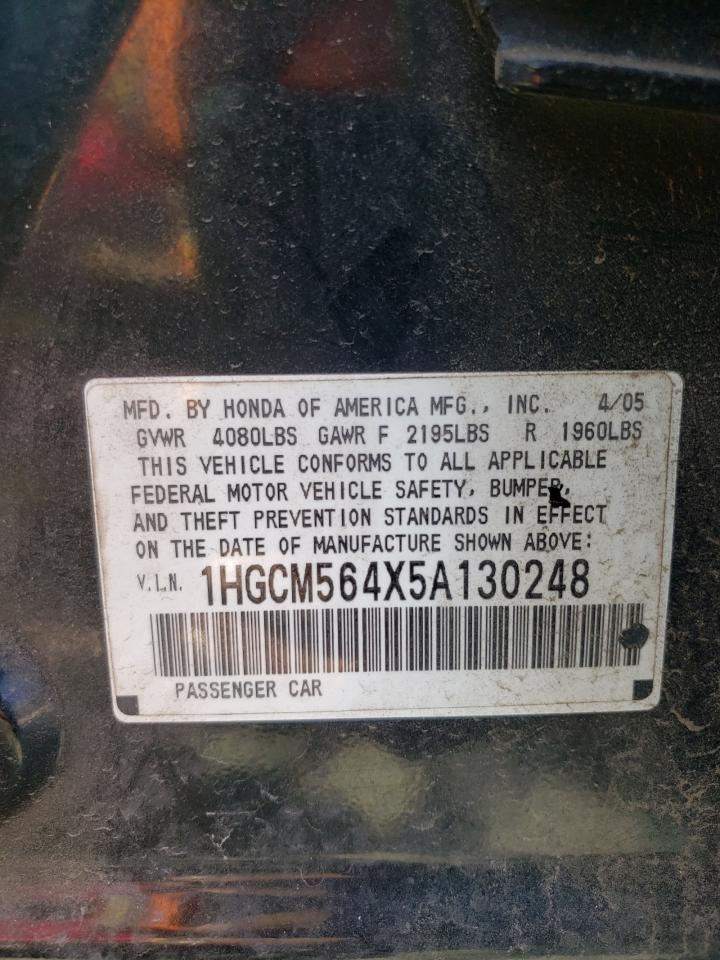 MFD. BY HONDA OF AMERICA MFG., INC. 4/05
GVWR 4080LBS GAWR F 2195LBS R 1960LBS
THIS VEHICLE CONFORMS TO ALL APPLICABLE
FEDERAL MOTOR VEHICLE SAFETY, BUMPER,
AND THEFT PREVENTION STANDARDS IN EFFECT
ON THE DATE OF MANUFACTURE SHOWN ABOVE:
V.I.N. 1HGCM564X5A130248
PASSENGER CAR